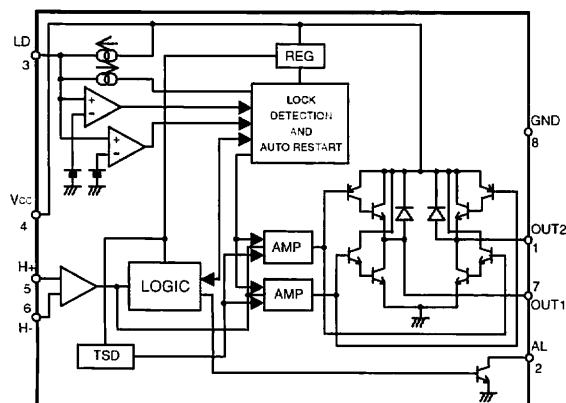 LD
3
REG
LOCK
DETECTION
AND
AUTO RESTART
+
-
+
-
GND
8
Vcc
4
H+
5
6
H-
LOGIC
TSD
AMP
AMP
OUT2
1
7
OUT1
AL
2